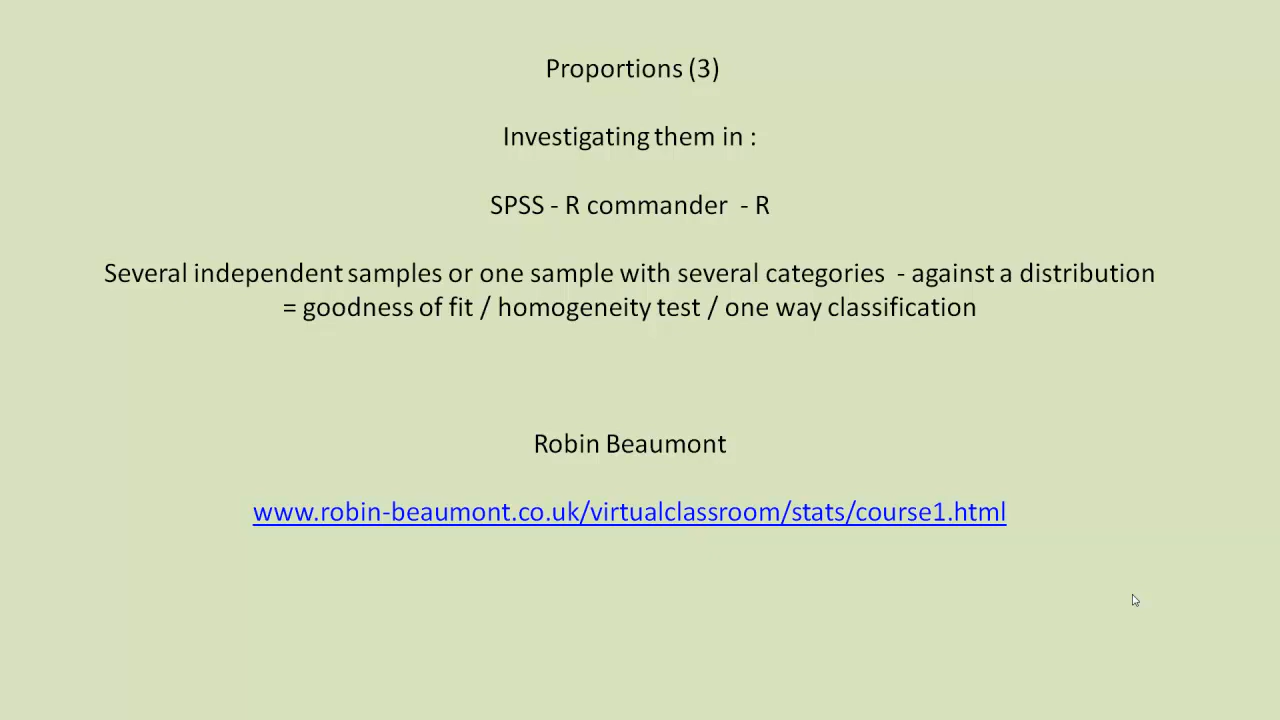 Proportions (3)
Investigating them in :
SPSS - R commander - R
Several independent samples or one sample with several categories - against a distribution
= goodness of fit / homogeneity test / one way classification
Robin Beaumont
www.robin-beaumont.co.uk/virtualclassroom/stats/course1.html